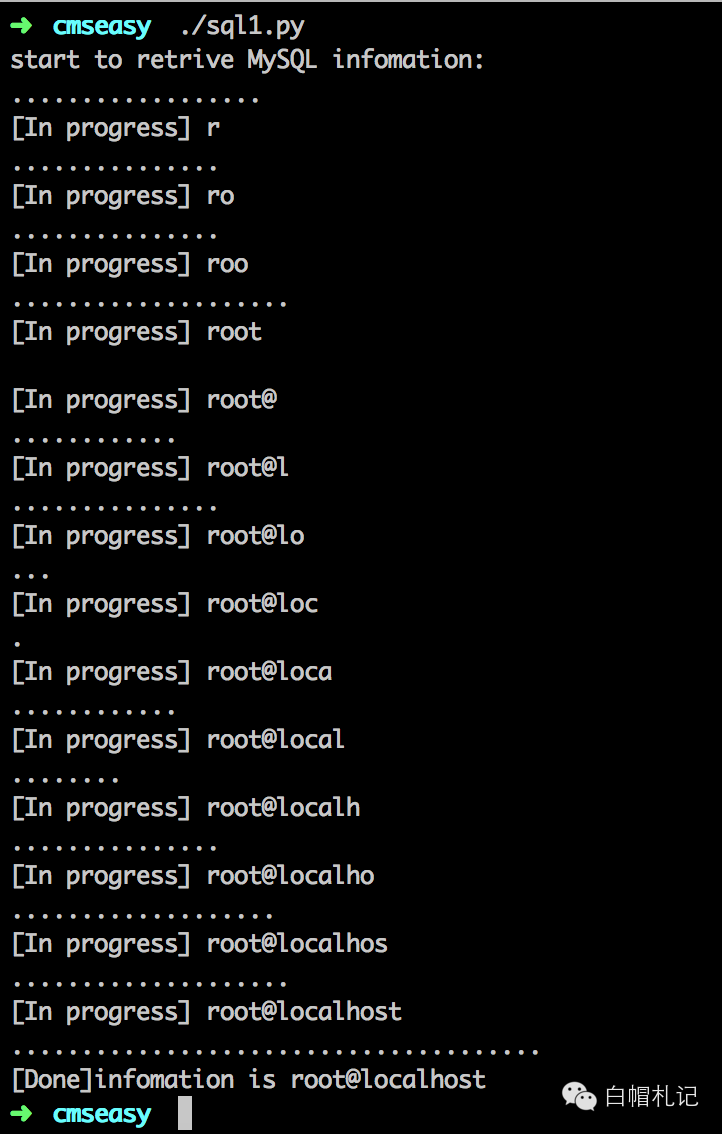 ➜  cmseasy  ./sql1.py
start to retrive MySQL infomation:
..................
[In progress] r
...............
[In progress] ro
...............
[In progress] roo
....................
[In progress] root
[In progress] root@
............
[In progress] root@l
...............
[In progress] root@lo
...
[In progress] root@loc
.
[In progress] root@loca
............
[In progress] root@local
........
[In progress] root@localh
...............
[In progress] root@localho
...................
[In progress] root@localhos
....................
[In progress] root@localhost
.......................................
[Done]infomation is root@localhost
➜  cmseasy
白帽札记